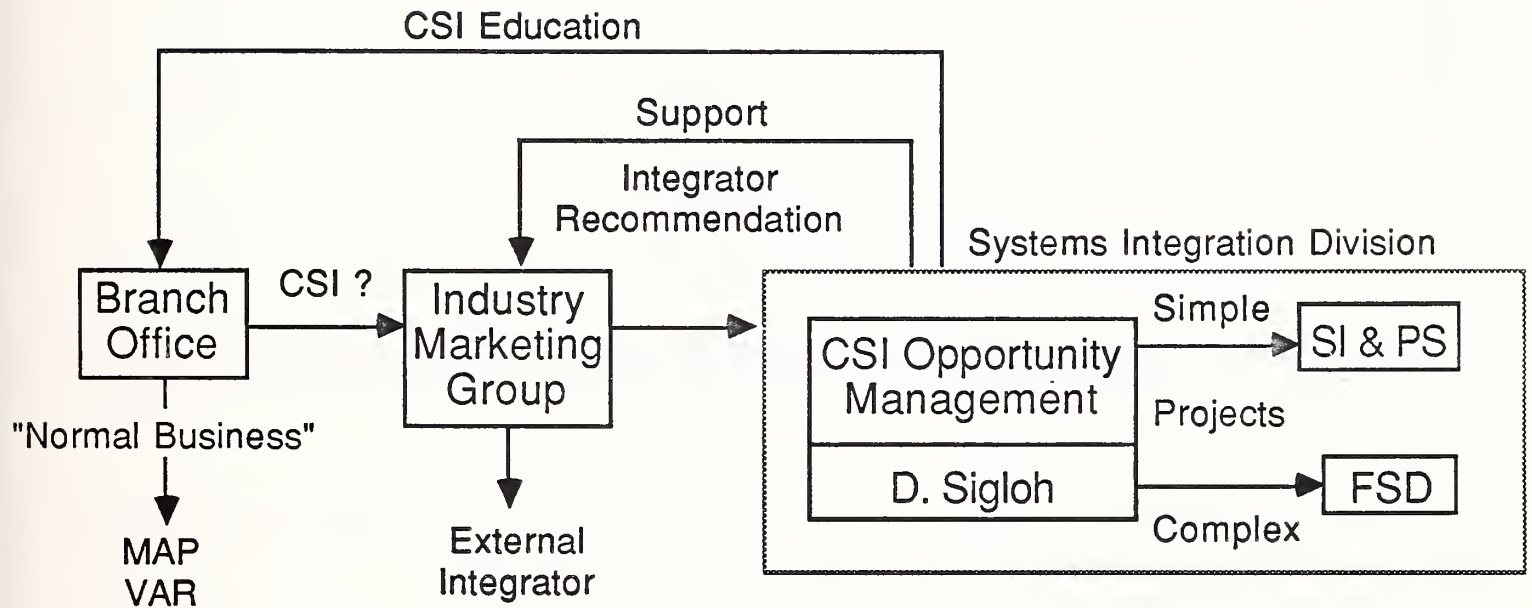 CSI Education
Support
Integrator
Recommendation
Systems Integration Division
Branch
Office
CSI ?
Industry
Marketing
Group
CSI Opportunity
Management
D. Sigloh
Simple
Projects
Complex
SI & PS
FSD
"Normal Business"
MAP
VAR
External
Integrator